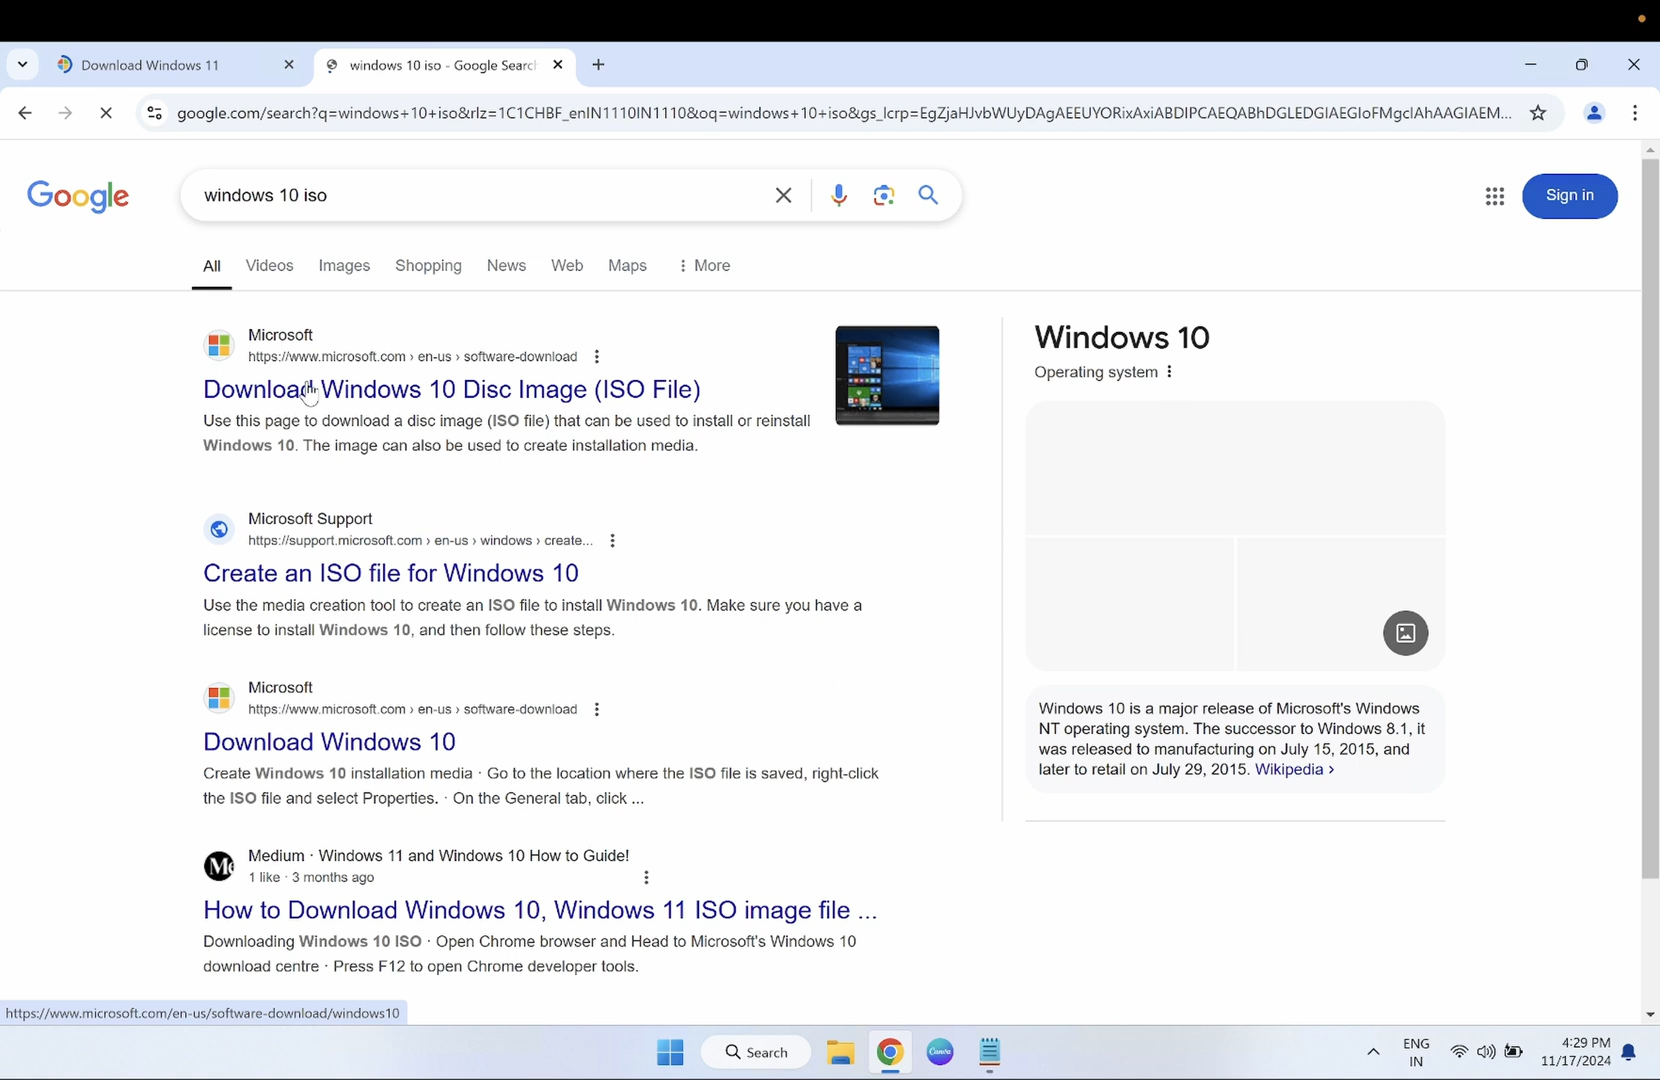 Download Windows 11
windows 10 iso - Google Search
google.com/search?q=windows+10+iso&rlz=1C1CHBF_enIN1110IN1110&oq=windows+10+iso&gs_lcrp=EgZjaHJvbWUyDAgAEEUYORixAxiABDIPCAEQABhDGLEDGIAEGIoFMgcIAhAAGIAEM...
Google
windows 10 iso
Sign in
All Videos Images Shopping News Web Maps More
Microsoft
https://www.microsoft.com › en-us › software-download
Download Windows 10 Disc Image (ISO File)
Use this page to download a disc image (ISO file) that can be used to install or reinstall
Windows 10. The image can also be used to create installation media.
Microsoft Support
https://support.microsoft.com › en-us › windows › create...
Create an ISO file for Windows 10
Use the media creation tool to create an ISO file to install Windows 10. Make sure you have a
license to install Windows 10, and then follow these steps.
Microsoft
https://www.microsoft.com › en-us › software-download
Download Windows 10
Create Windows 10 installation media · Go to the location where the ISO file is saved, right-click
the ISO file and select Properties. · On the General tab, click ...
Medium · Windows 11 and Windows 10 How to Guide!
1 like · 3 months ago
How to Download Windows 10, Windows 11 ISO image file ...
Downloading Windows 10 ISO · Open Chrome browser and Head to Microsoft's Windows 10
download centre · Press F12 to open Chrome developer tools.
Windows 10
Operating system
Windows 10 is a major release of Microsoft's Windows
NT operating system. The successor to Windows 8.1, it
was released to manufacturing on July 15, 2015, and
later to retail on July 29, 2015. Wikipedia ›
https://www.microsoft.com/en-us/software-download/windows10
Search
Canva
ENG
IN
4:29 PM
11/17/2024